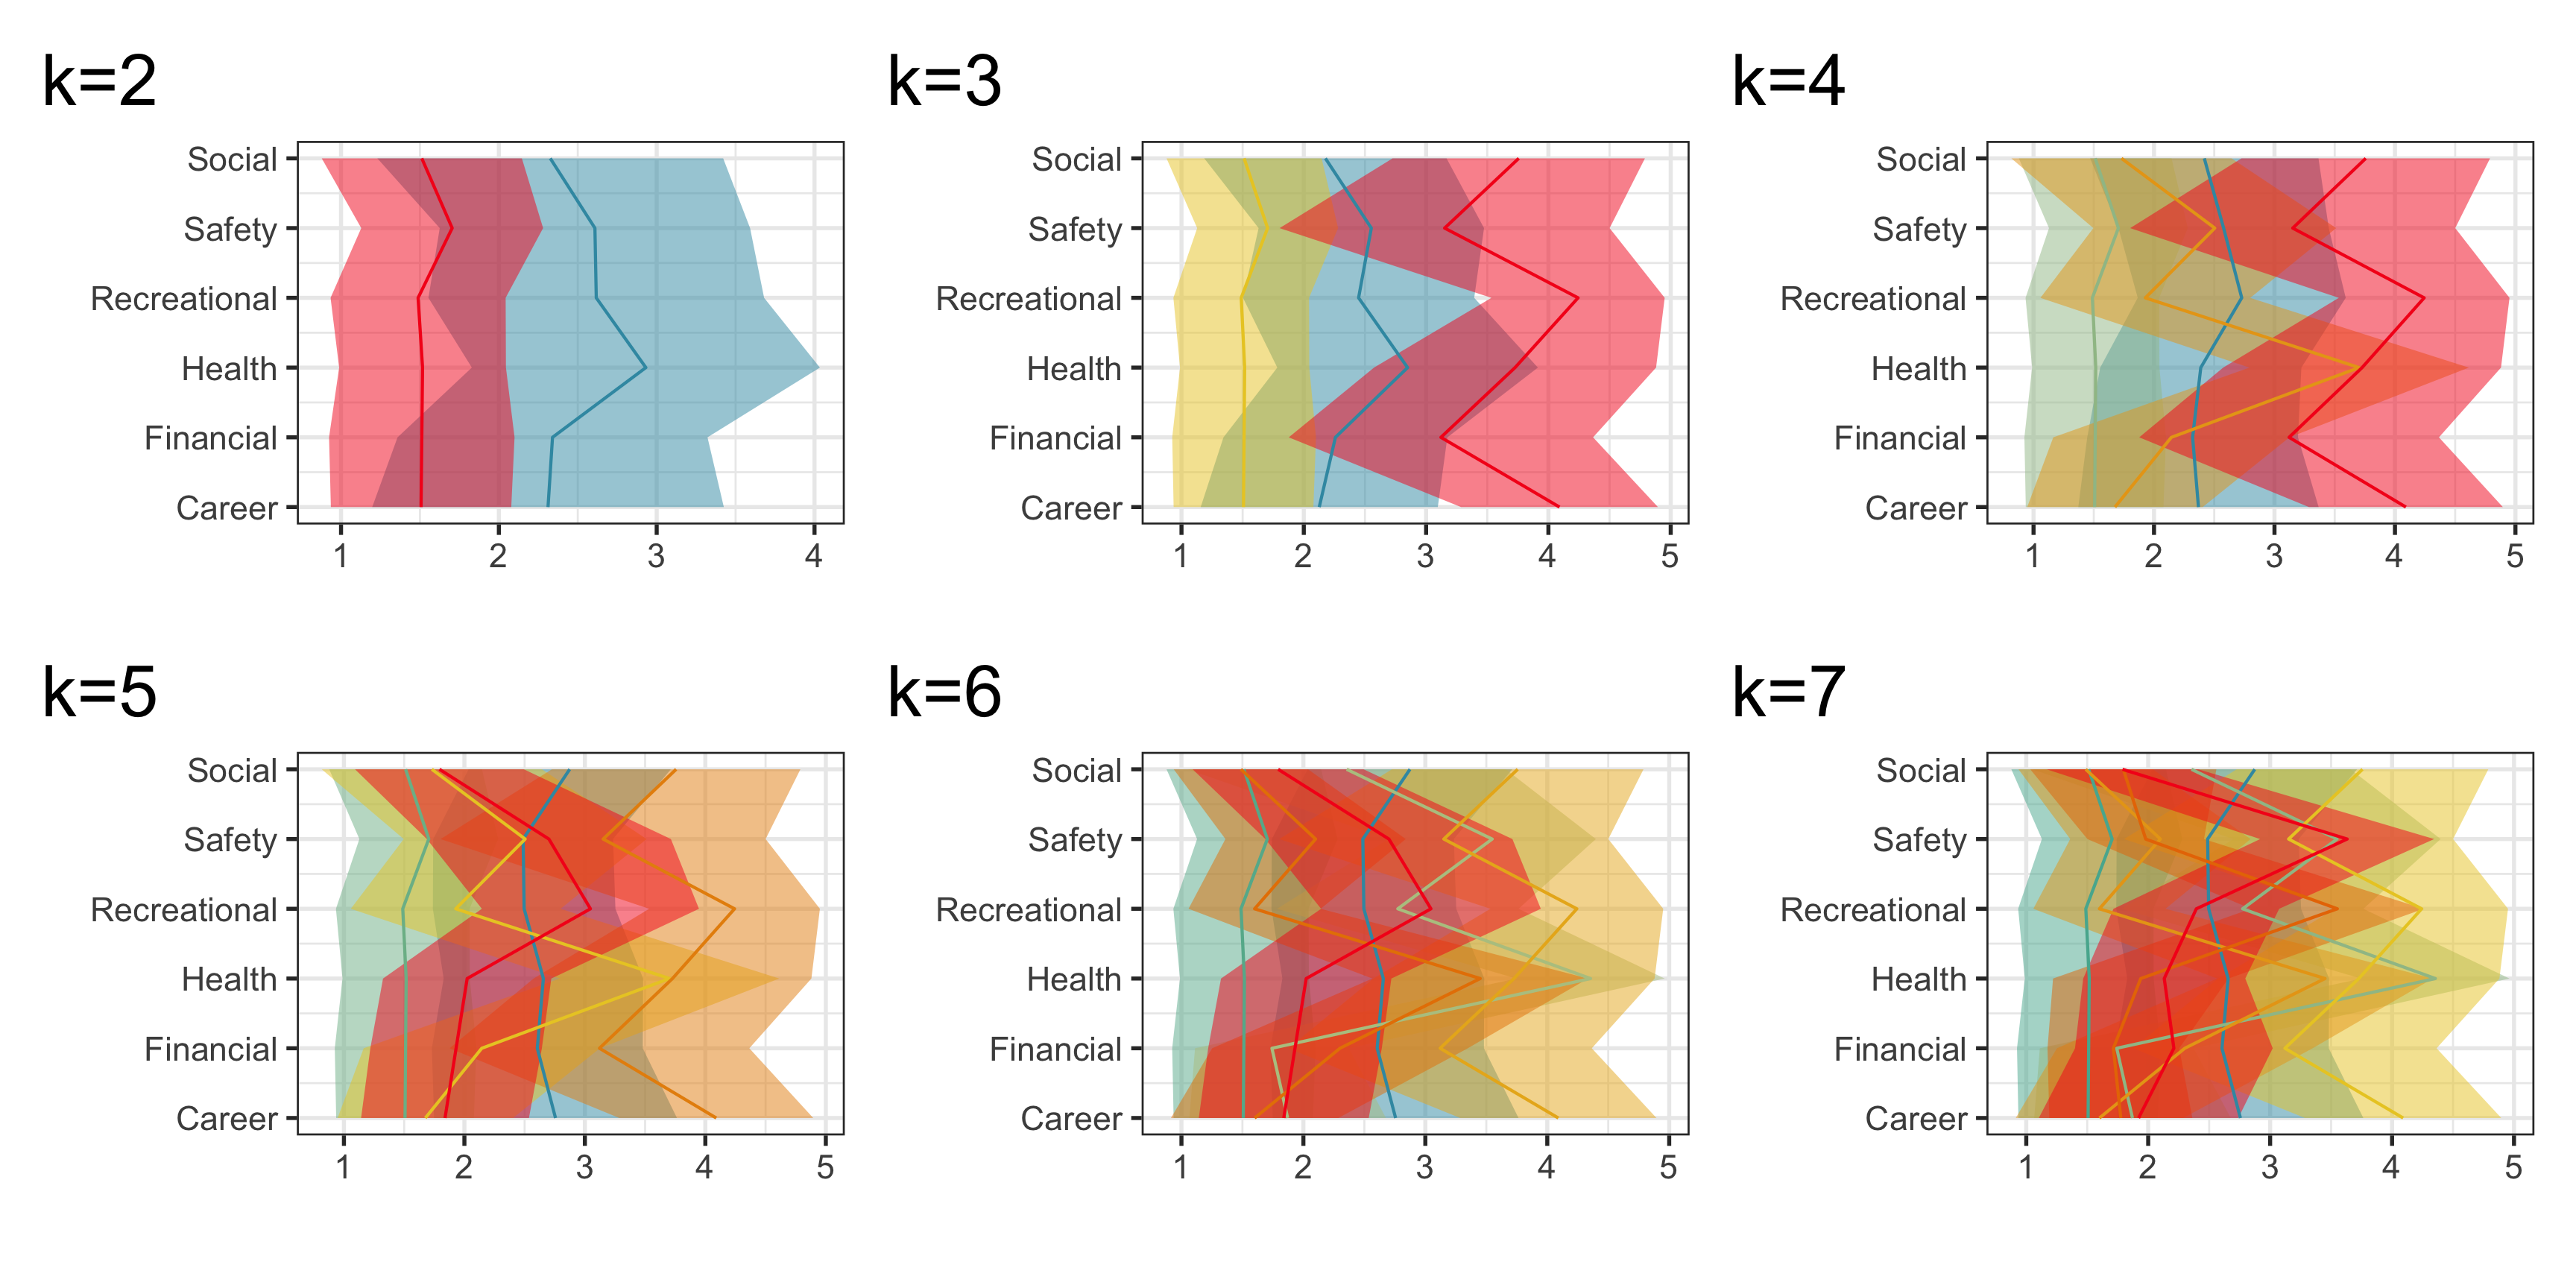 k=2
Social
Safety
Recreational
Health
Financial
Career
1 2 3 4
k=3
Social
Safety
Recreational
Health
Financial
Career
1 2 3 4 5
k=4
Social
Safety
Recreational
Health
Financial
Career
1 2 3 4 5
k=5
Social
Safety
Recreational
Health
Financial
Career
1 2 3 4 5
k=6
Social
Safety
Recreational
Health
Financial
Career
1 2 3 4 5
k=7
Social
Safety
Recreational
Health
Financial
Career
1 2 3 4 5